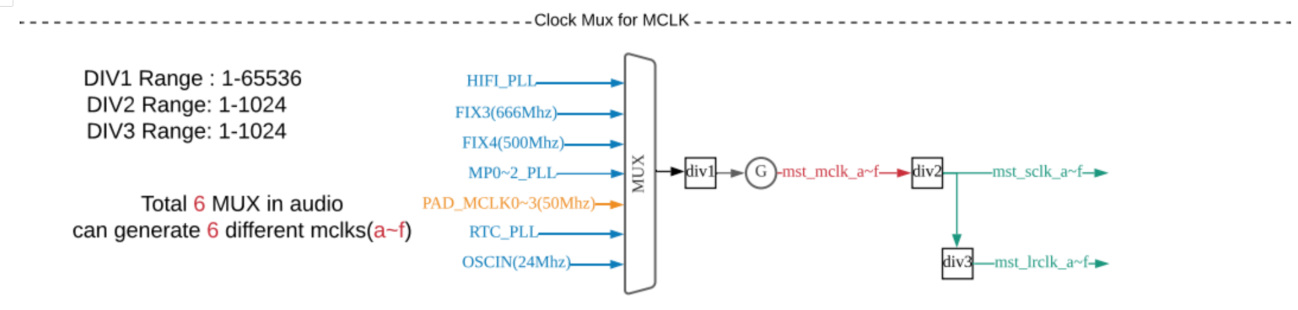 Clock Mux for MCLK
DIV1 Range : 1-65536
DIV2 Range: 1-1024
DIV3 Range: 1-1024
Total 6 MUX in audio
can generate 6 different mclks(a~f)
HIFI_PLL
FIX3(666Mhz)
FIX4(500Mhz)
MP0~2_PLL
PAD_MCLK0~3(50Mhz)
RTC_PLL
OSCIN(24Mhz)
MUX
div1
G
mst_mclk_a~f
div2
mst_sclk_a~f
div3
mst_lrclk_a~f